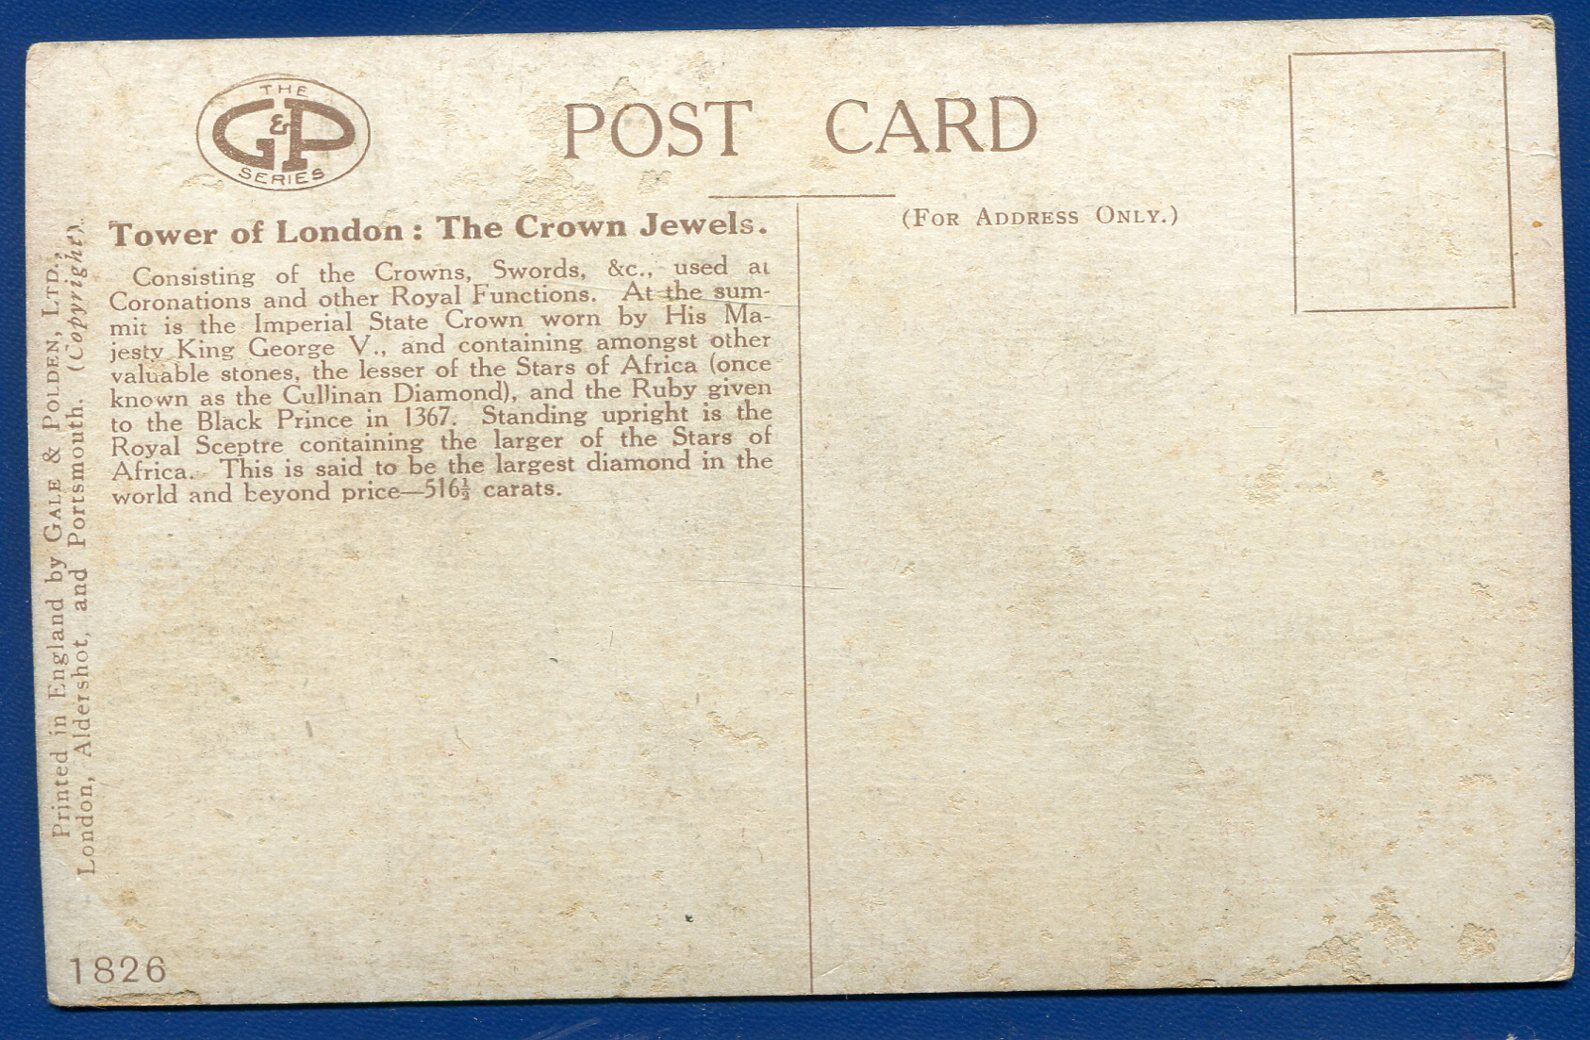 THE
G&P
SERIES
POST CARD
Tower of London: The Crown Jewels.
Consisting of the Crowns, Swords, &c., used at
Coronations and other Royal Functions. At the sum-
mit is the Imperial State Crown worn by His Ma-
jesty King George V., and containing amongst other
valuable stones, the lesser of the Stars of Africa (once
known as the Cullinan Diamond), and the Ruby given
to the Black Prince in 1367. Standing upright is the
Royal Sceptre containing the larger of the Stars of
Africa. This is said to be the largest diamond in the
world and beyond price—516½ carats.
(FOR ADDRESS ONLY.)
Printed in England by GALE & POLDEN, LTD.,
London, Aldershot, and Portsmouth. (Copyright).
1826